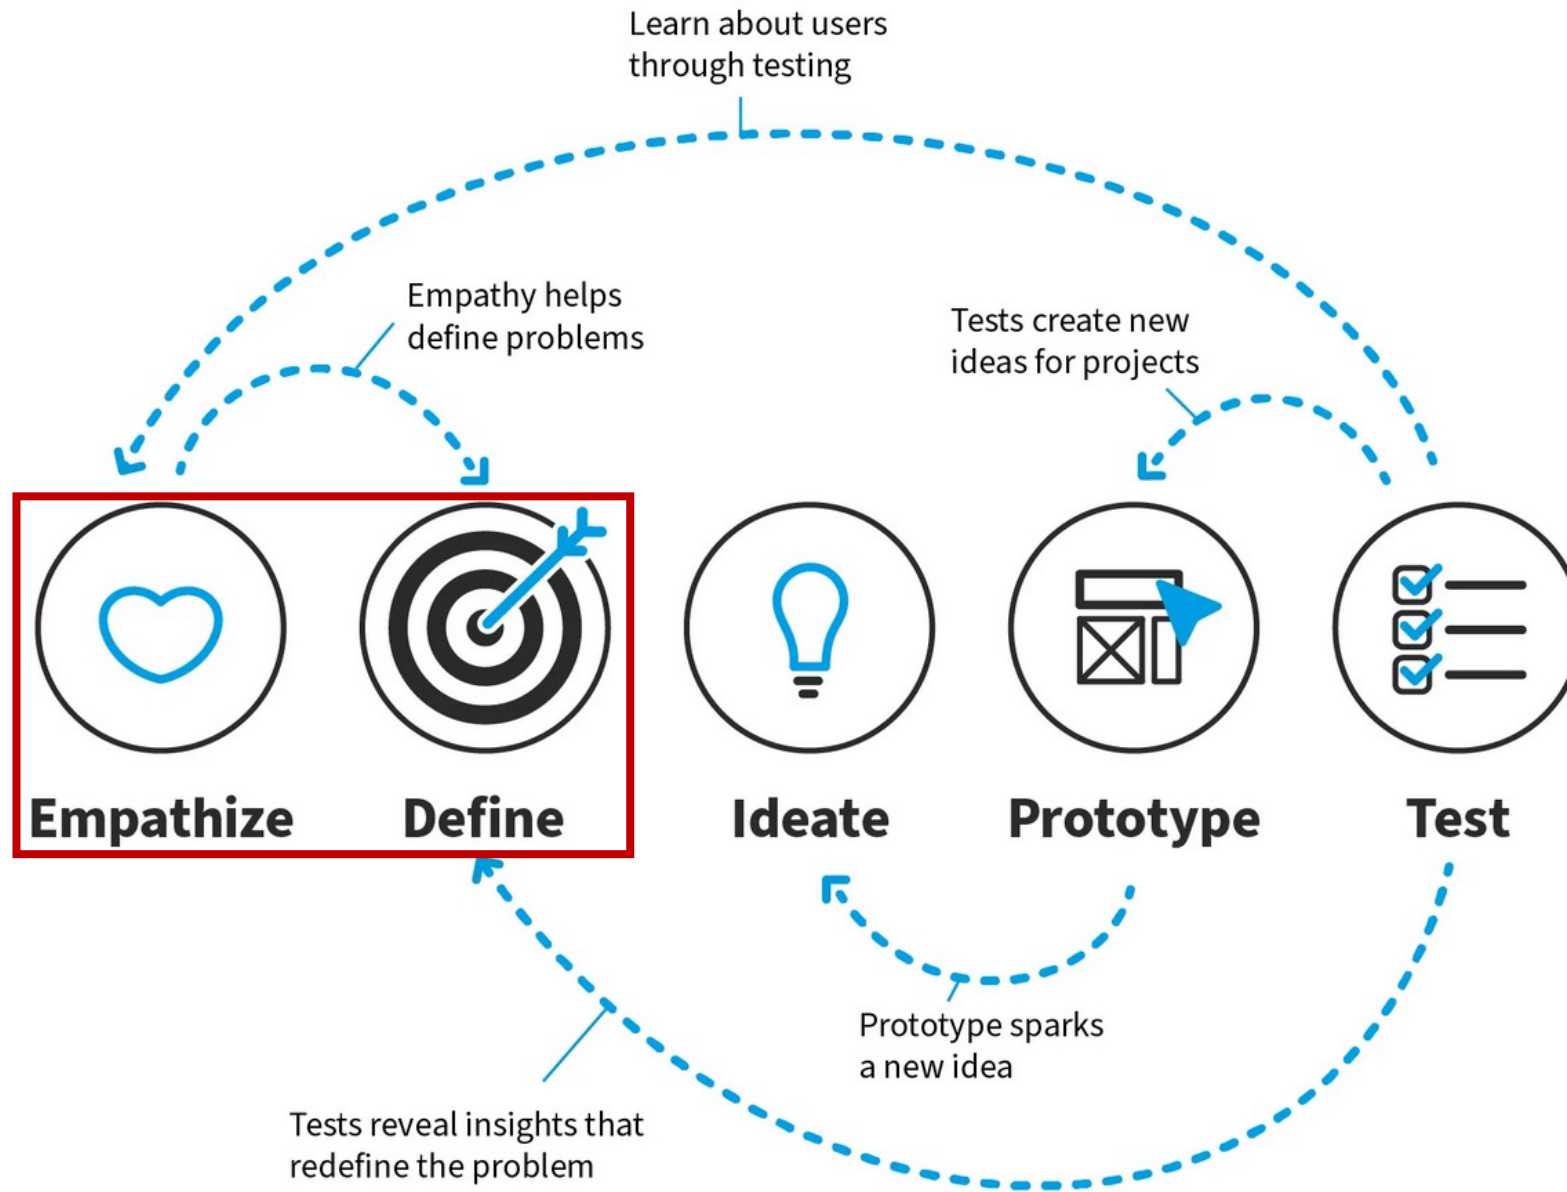 Learn about users
through testing
Empathy helps
define problems
Tests create new
ideas for projects
Empathize
Define
Ideate
Prototype
Test
Prototype sparks
a new idea
Tests reveal insights that
redefine the problem